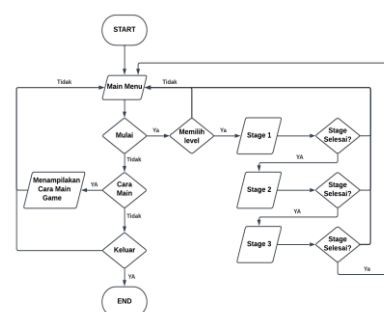 START
Tidak
Main Menu
Tidak
Mulai
Ya
Memilih
level
Ya
Stage 1
Stage
Selesai?
Tidak
YA
Menampilakan
Cara Main
Game
YA
Cara
Main
Stage 2
Stage
Selesai?
Tidak
YA
Keluar
Stage 3
Stage
Selesai?
YA
Ya
END